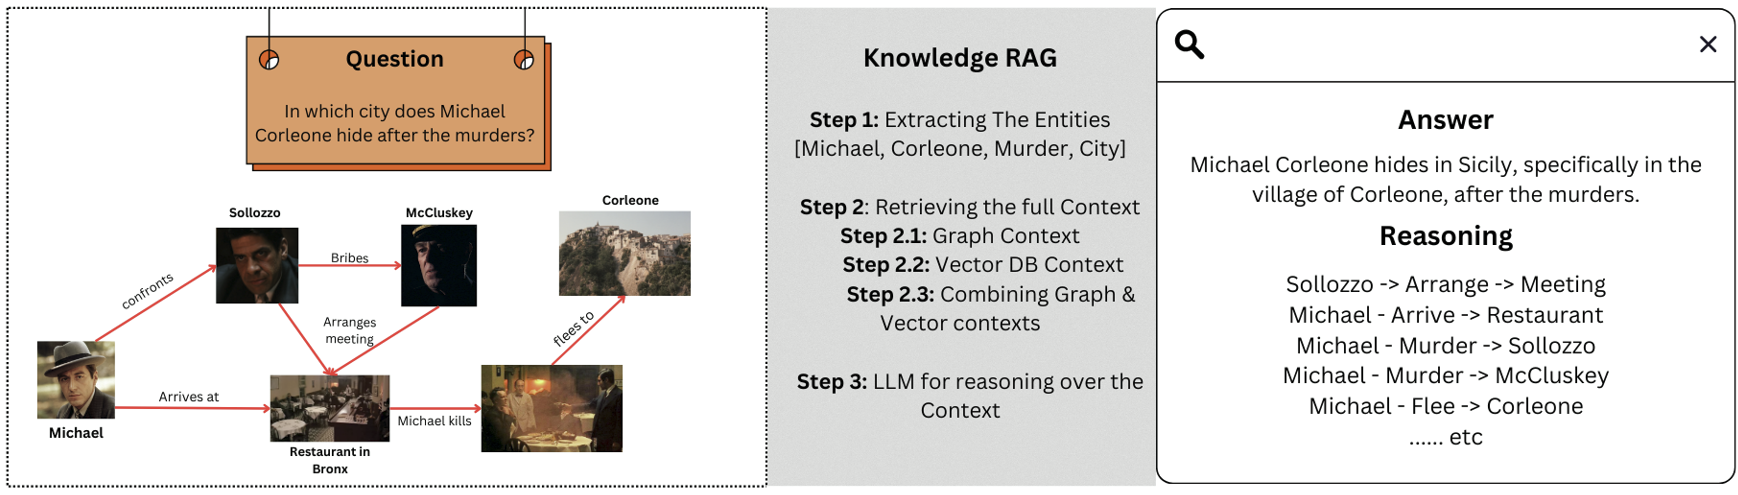 Question
In which city does Michael
Corleone hide after the murders?
Sollozzo
McCluskey
Corleone
confronts
Bribes
Arranges
meeting
flees to
Michael
Arrives at
Michael kills
Restaurant in
Bronx
Knowledge RAG
Step 1: Extracting The Entities
[Michael, Corleone, Murder, City]
Step 2: Retrieving the full Context
Step 2.1: Graph Context
Step 2.2: Vector DB Context
Step 2.3: Combining Graph &
Vector contexts
Step 3: LLM for reasoning over the
Context
Answer
Michael Corleone hides in Sicily, specifically in the
village of Corleone, after the murders.
Reasoning
Sollozzo -> Arrange -> Meeting
Michael - Arrive -> Restaurant
Michael - Murder -> Sollozzo
Michael - Murder -> McCluskey
Michael - Flee -> Corleone
...... etc